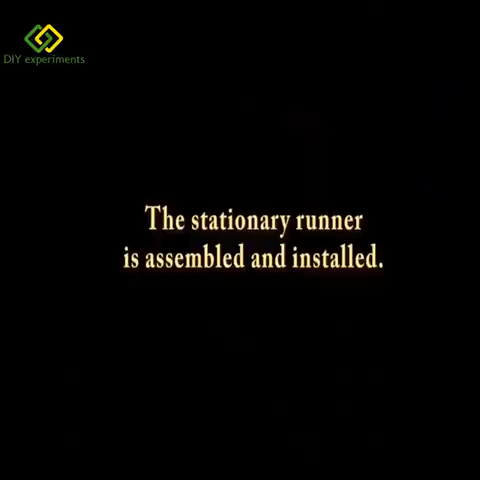 DIY experiments
The stationary runner
is assembled and installed.